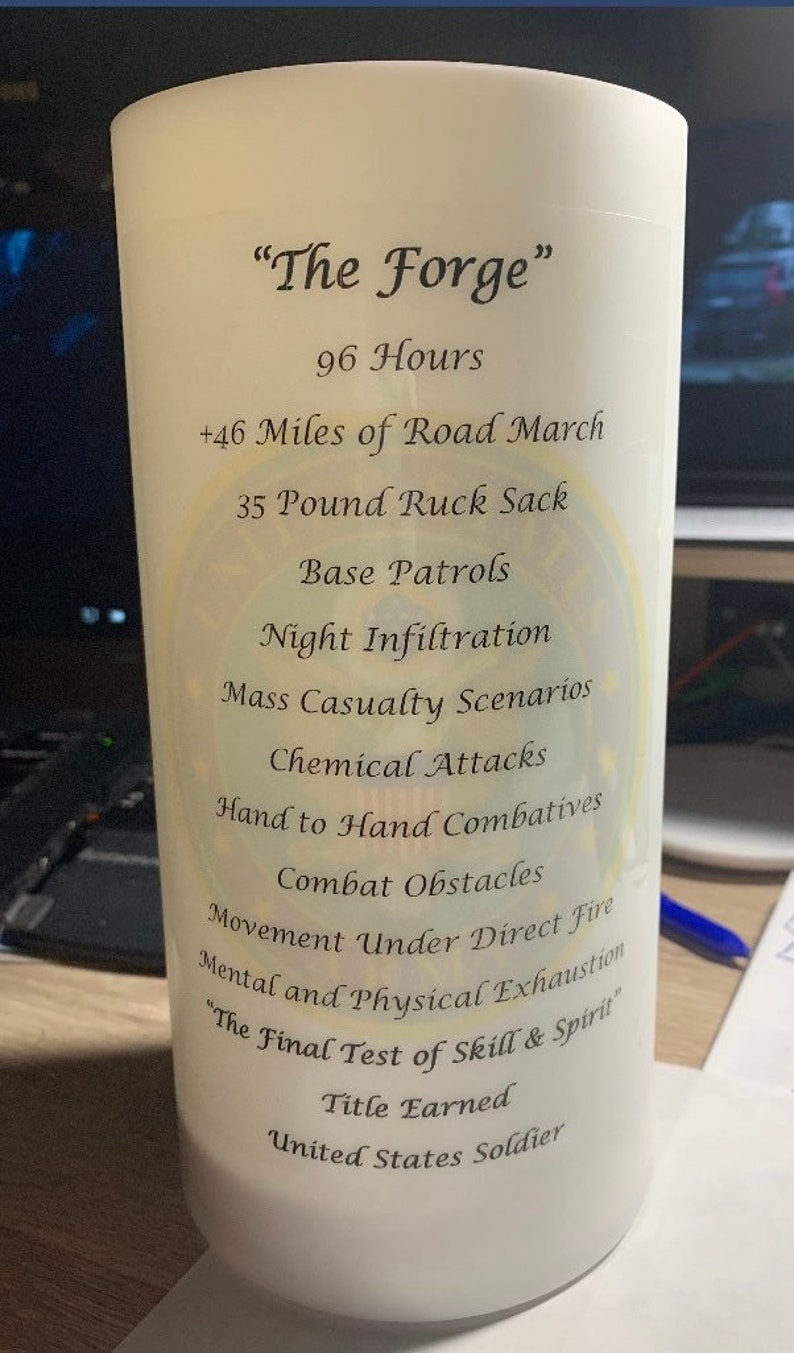 “The Forge”
96 Hours
+46 Miles of Road March
35 Pound Ruck Sack
Base Patrols
Night Infiltration
Mass Casualty Scenarios
Chemical Attacks
Hand to Hand Combatives
Combat Obstacles
Movement Under Direct Fire
Mental and Physical Exhaustion
“The Final Test of Skill & Spirit”
Title Earned
United States Soldier